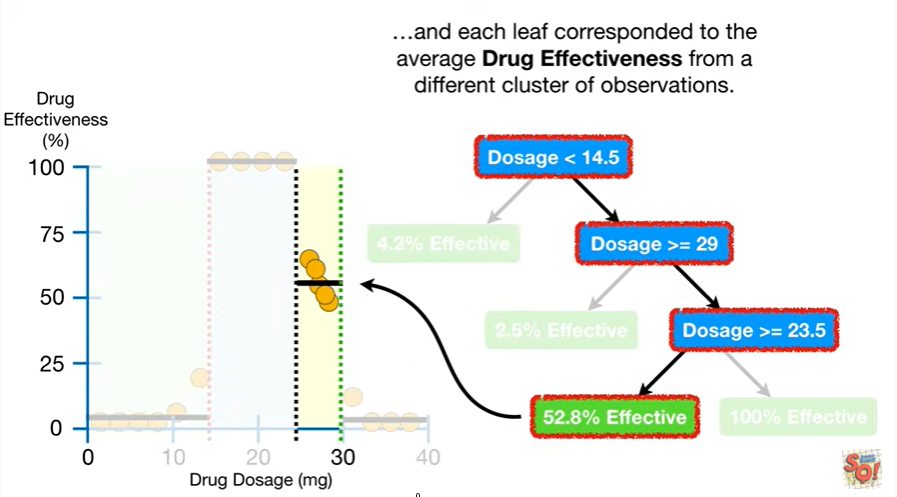 …and each leaf corresponded to the
average Drug Effectiveness from a
different cluster of observations.
Drug
Effectiveness
(%)
100
75
50
25
0
0
10
20
30
40
Drug Dosage (mg)
Dosage < 14.5
4.2% Effective
Dosage >= 29
2.5% Effective
Dosage >= 23.5
52.8% Effective
100% Effective
SQ!